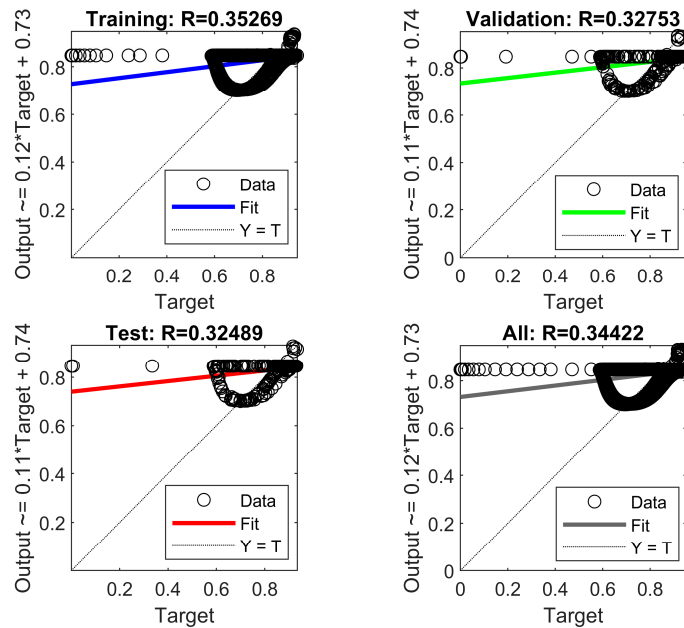 Training: R=0.35269
Output ~= 0.12*Target + 0.73
0.8
0.6
0.4
0.2
Data
Fit
Y = T
0.2 0.4 0.6 0.8
Target
Validation: R=0.32753
Output ~= 0.11*Target + 0.74
0.8
0.6
0.4
0.2
0
Data
Fit
Y = T
0 0.2 0.4 0.6 0.8
Target
Test: R=0.32489
Output ~= 0.11*Target + 0.74
0.8
0.6
0.4
0.2
Data
Fit
Y = T
0.2 0.4 0.6 0.8
Target
All: R=0.34422
Output ~= 0.12*Target + 0.73
0.8
0.6
0.4
0.2
0
Data
Fit
Y = T
0 0.2 0.4 0.6 0.8
Target